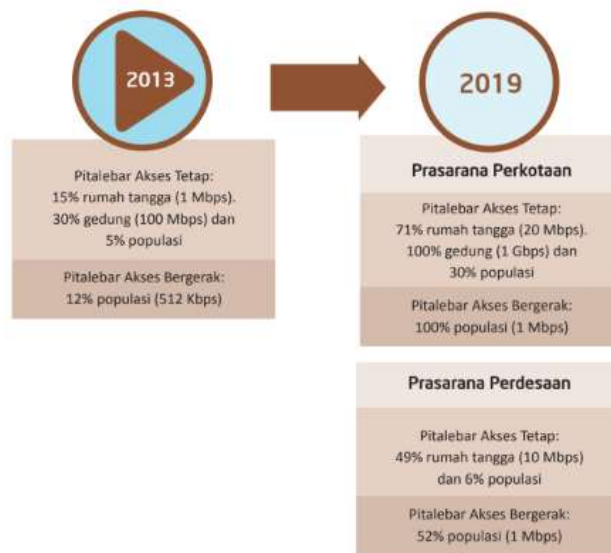 2013
Pitalebar Akses Tetap:
15% rumah tangga (1 Mbps).
30% gedung (100 Mbps) dan
5% populasi
Pitalebar Akses Bergerak:
12% populasi (512 Kbps)
2019
Prasarana Perkotaan
Pitalebar Akses Tetap:
71% rumah tangga (20 Mbps).
100% gedung (1 Gbps) dan
30% populasi
Pitalebar Akses Bergerak:
100% populasi (1 Mbps)
Prasarana Perdesaan
Pitalebar Akses Tetap:
49% rumah tangga (10 Mbps)
dan 6% populasi
Pitalebar Akses Bergerak:
52% populasi (1 Mbps)